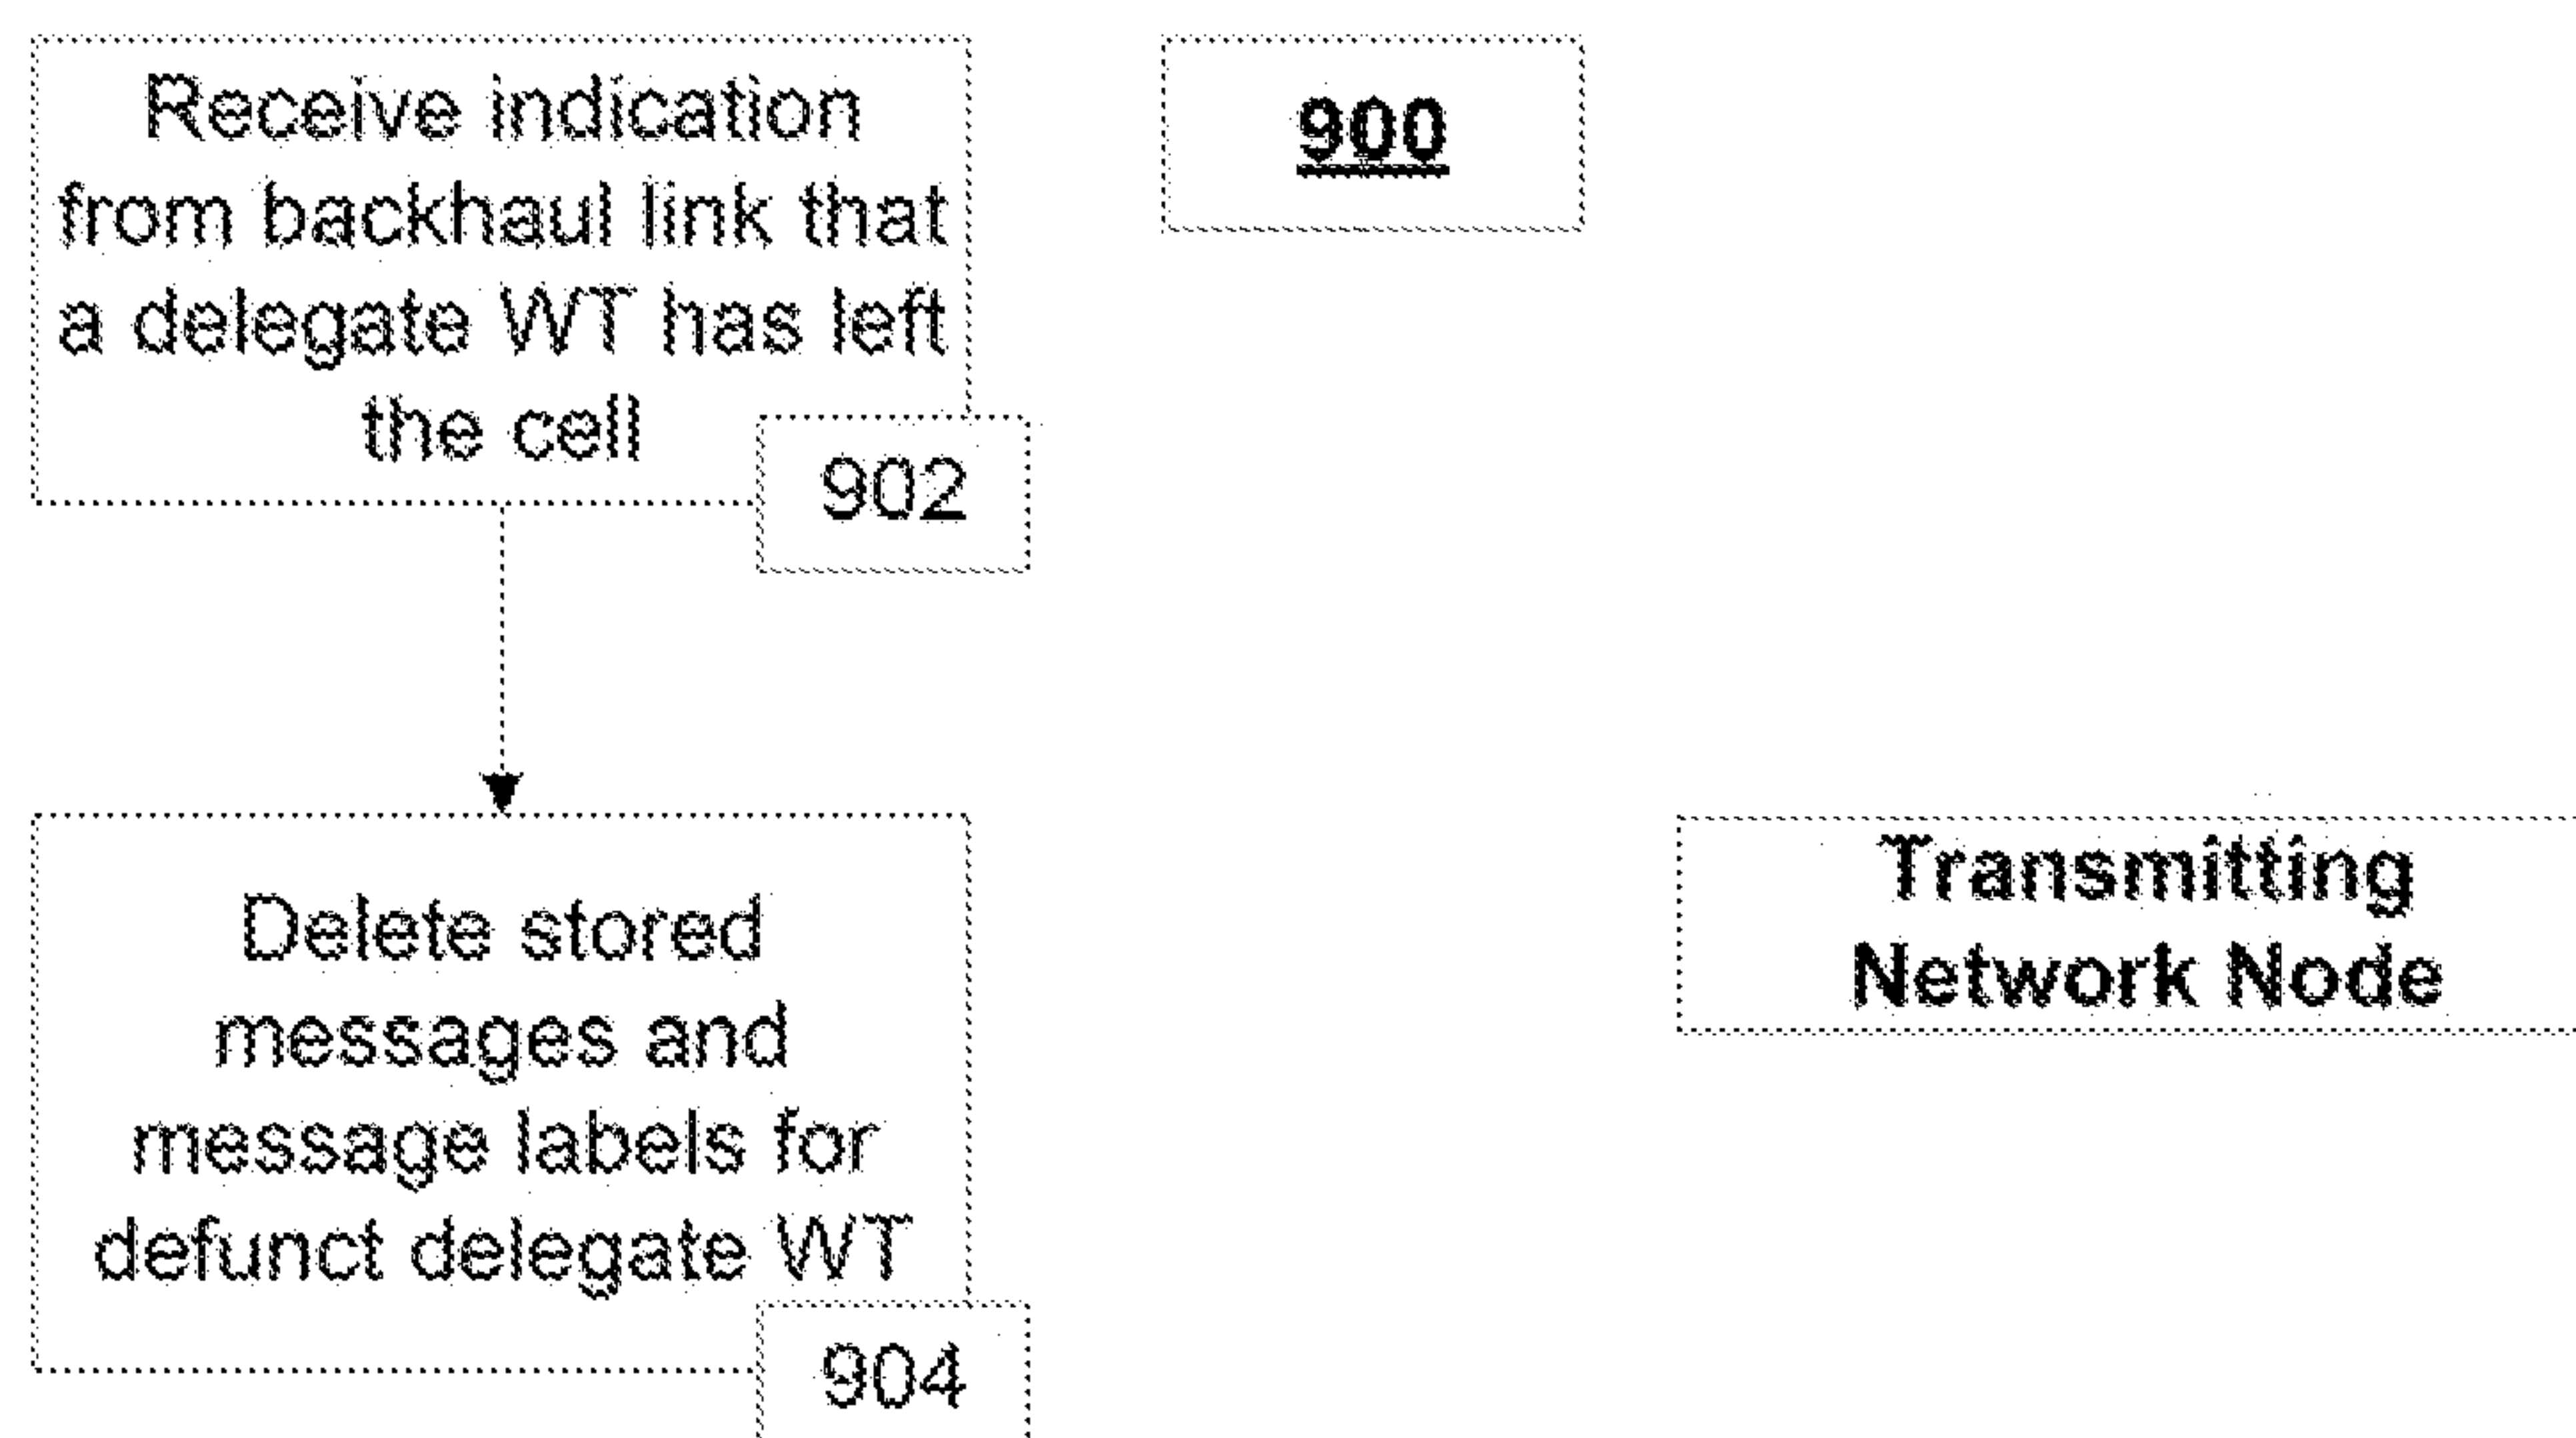 Receive indication
from backhaul link that
a delegate WT has left
the cell
902
900
Delete stored
messages and
message labels for
defunct delegate WT
904
Transmitting
Network Node